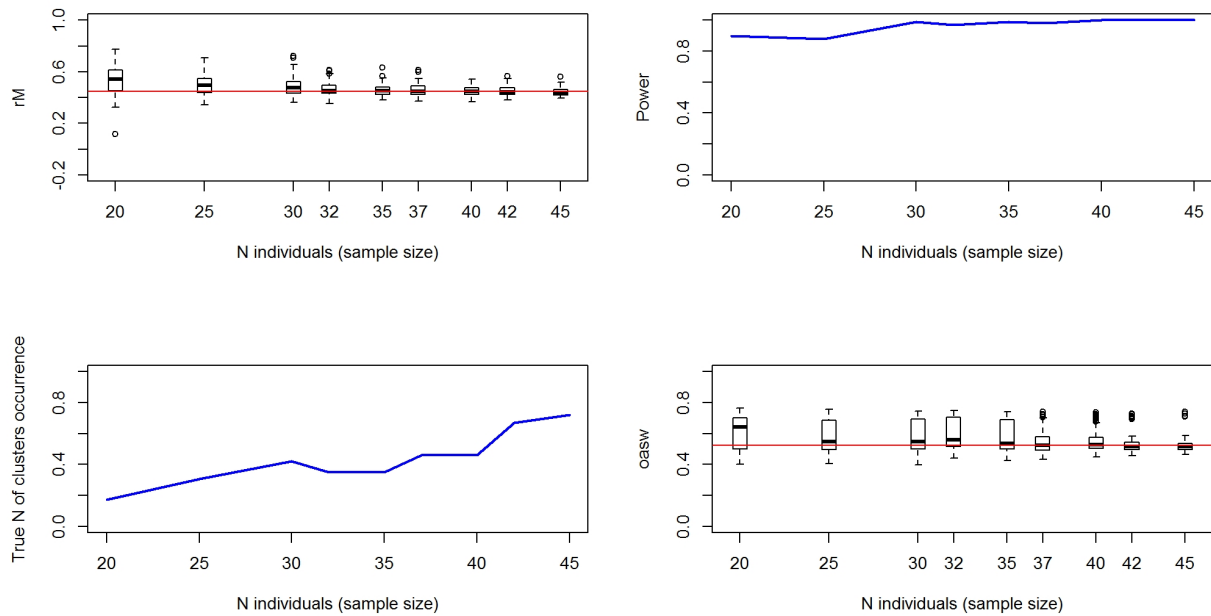 rM
1.0
0.6
0.2
-0.2
20 25 30 32 35 37 40 42 45
N individuals (sample size)
Power
0.8
0.4
0.0
20 25 30 35 40 45
N individuals (sample size)
True N of clusters occurrence
0.8
0.4
0.0
20 25 30 35 40 45
N individuals (sample size)
oasw
0.8
0.4
0.0
20 25 30 32 35 37 40 42 45
N individuals (sample size)